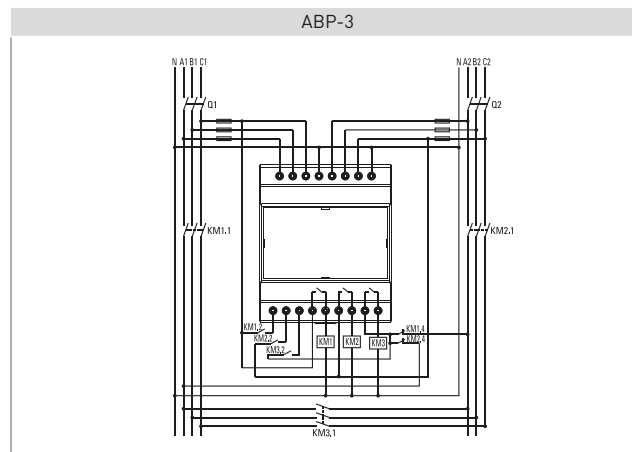 АВР-3
N A1 B1 C1
N A2 B2 C2
Q1
Q2
KM1.1
KM2.1
KM1.2
KM2.2
KM3.2
KM1
KM2
KM3
KM1.4
KM2.4
KM3.1